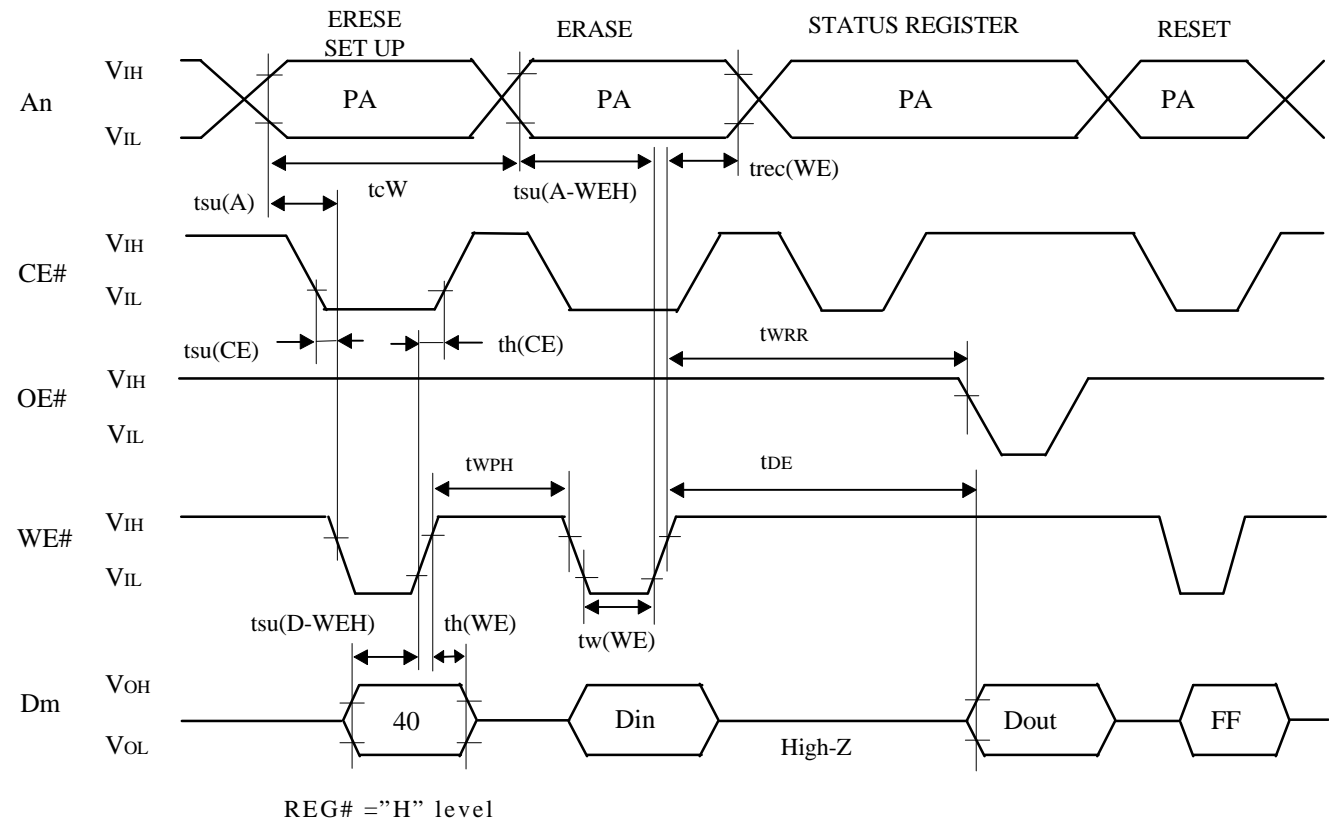 ERESE
SET UP
ERASE
STATUS REGISTER
RESET
An
VIH
VIL
PA
PA
PA
PA
tcW
tsu(A)
tsu(A-WEH)
trec(WE)
CE#
VIH
VIL
tsu(CE)
th(CE)
tWRR
OE#
VIH
VIL
tWPH
tDE
WE#
VIH
VIL
tsu(D-WEH)
th(WE)
tw(WE)
Dm
VOH
VOL
40
Din
High-Z
Dout
FF
REG# =”H” level